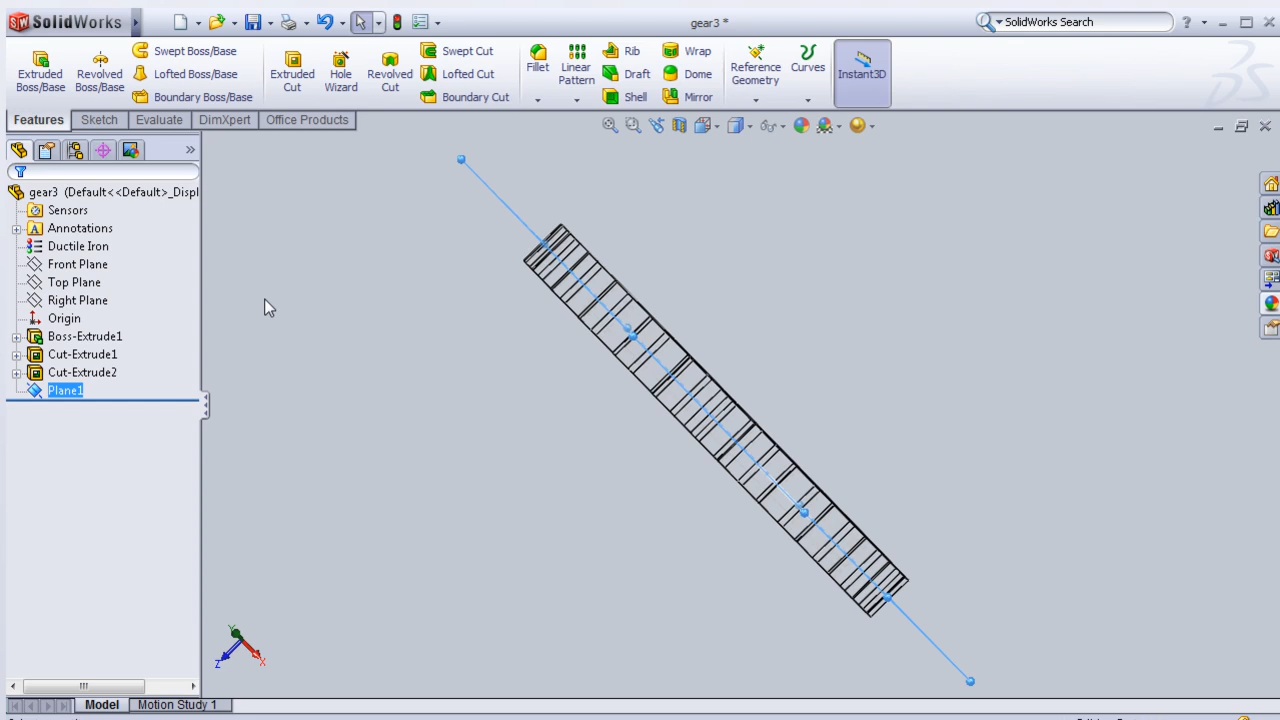 SolidWorks
gear3 *
SolidWorks Search
Extruded Boss/Base
Revolved Boss/Base
Swept Boss/Base
Lofted Boss/Base
Boundary Boss/Base
Extruded Cut
Hole Wizard
Revolved Cut
Swept Cut
Lofted Cut
Boundary Cut
Fillet
Linear Pattern
Rib
Draft
Shell
Wrap
Dome
Mirror
Reference Geometry
Curves
Instant3D
Features Sketch Evaluate DimXpert Office Products
gear3 (Default<<Default>_Displ
Sensors
Annotations
Ductile Iron
Front Plane
Top Plane
Right Plane
Origin
Boss-Extrude1
Cut-Extrude1
Cut-Extrude2
Plane1
Y
Z
X
Model Motion Study 1